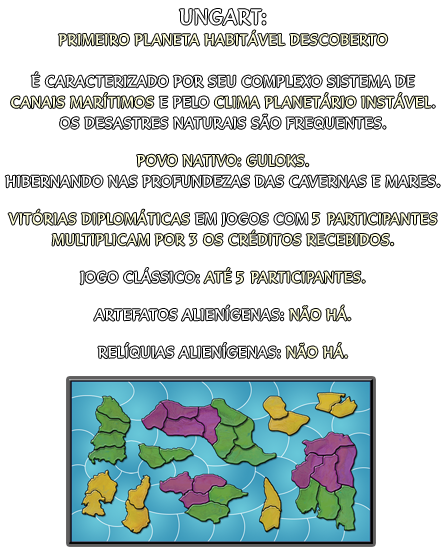 UNGART:
PRIMEIRO PLANETA HABITÁVEL DESCOBERTO
É CARACTERIZADO POR SEU COMPLEXO SISTEMA DE
CANAIS MARÍTIMOS E PELO CLIMA PLANETÁRIO INSTÁVEL.
OS DESASTRES NATURAIS SÃO FREQUENTES.
POVO NATIVO: GULOKS.
HIBERNANDO NAS PROFUNDEZAS DAS CAVERNAS E MARES.
VITÓRIAS DIPLOMÁTICAS EM JOGOS COM 5 PARTICIPANTES
MULTIPLICAM POR 3 OS CRÉDITOS RECEBIDOS.
JOGO CLÁSSICO: ATÉ 5 PARTICIPANTES.
ARTEFATOS ALIENÍGENAS: NÃO HÁ.
RELÍQUIAS ALIENÍGENAS: NÃO HÁ.